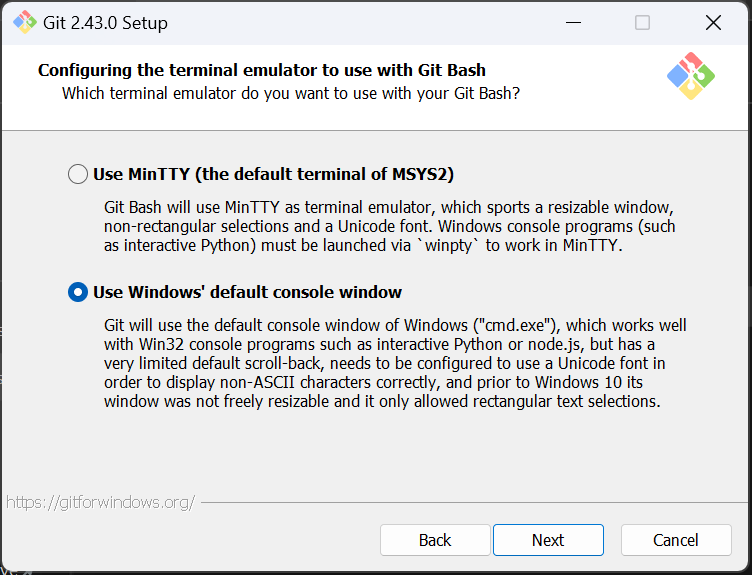 Git 2.43.0 Setup
Configuring the terminal emulator to use with Git Bash
Which terminal emulator do you want to use with your Git Bash?
Use MinTTY (the default terminal of MSYS2)
Git Bash will use MinTTY as terminal emulator, which sports a resizable window,
non-rectangular selections and a Unicode font. Windows console programs (such
as interactive Python) must be launched via `winpty` to work in MinTTY.
Use Windows' default console window
Git will use the default console window of Windows ("cmd.exe"), which works well
with Win32 console programs such as interactive Python or node.js, but has a
very limited default scroll-back, needs to be configured to use a Unicode font in
order to display non-ASCII characters correctly, and prior to Windows 10 its
window was not freely resizable and it only allowed rectangular text selections.
https://gitforwindows.org/
Back
Next
Cancel